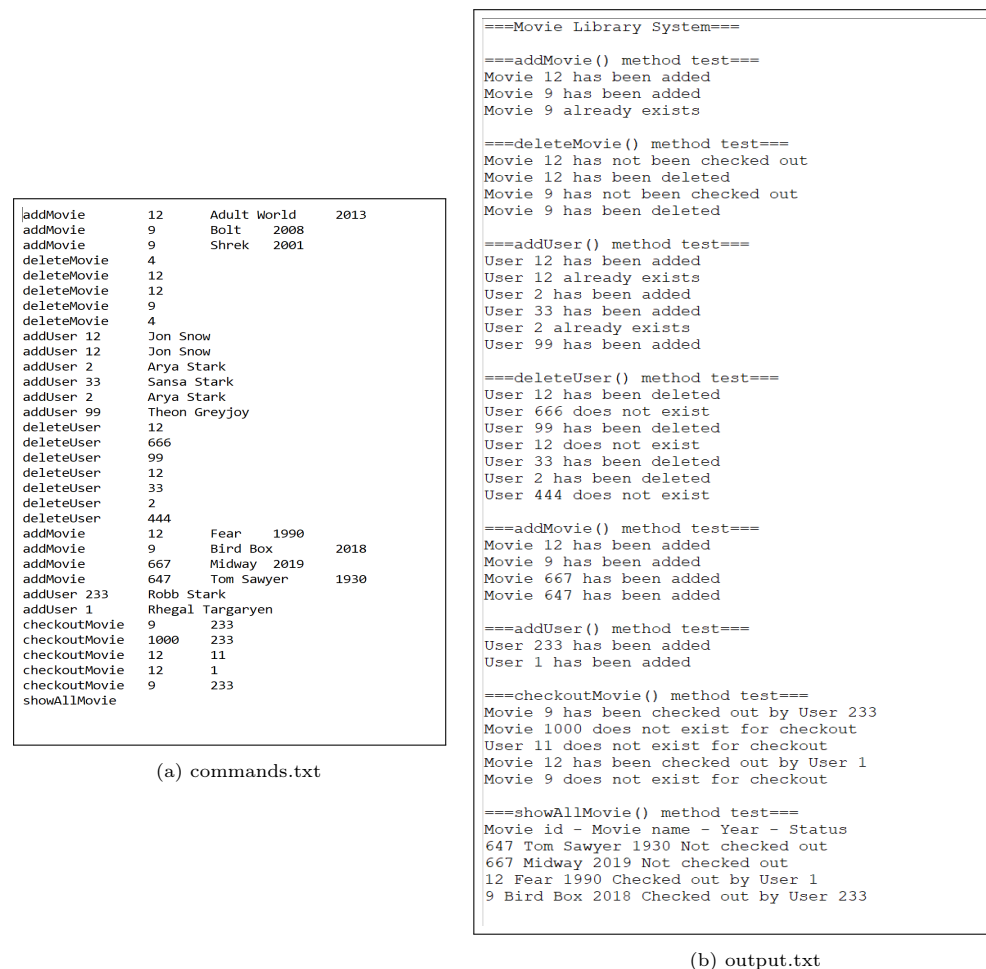 addMovie 12 Adult World 2013
addMovie 9 Bolt 2008
addMovie 9 Shrek 2001
deleteMovie 4
deleteMovie 12
deleteMovie 12
deleteMovie 9
deleteMovie 4
addUser 12 Jon Snow
addUser 12 Jon Snow
addUser 2 Arya Stark
addUser 33 Sansa Stark
addUser 2 Arya Stark
addUser 99 Theon Greyjoy
deleteUser 12
deleteUser 666
deleteUser 99
deleteUser 12
deleteUser 33
deleteUser 2
deleteUser 444
addMovie 12 Fear 1990
addMovie 9 Bird Box 2018
addMovie 667 Midway 2019
addMovie 647 Tom Sawyer 1930
addUser 233 Robb Stark
addUser 1 Rhegal Targaryen
checkoutMovie 9 233
checkoutMovie 1000 233
checkoutMovie 12 11
checkoutMovie 12 1
checkoutMovie 9 233
showAllMovie
(a) commands.txt
===Movie Library System===
===addMovie() method test===
Movie 12 has been added
Movie 9 has been added
Movie 9 already exists
===deleteMovie() method test===
Movie 12 has not been checked out
Movie 12 has been deleted
Movie 9 has not been checked out
Movie 9 has been deleted
===addUser() method test===
User 12 has been added
User 12 already exists
User 2 has been added
User 33 has been added
User 2 already exists
User 99 has been added
===deleteUser() method test===
User 12 has been deleted
User 666 does not exist
User 99 has been deleted
User 12 does not exist
User 33 has been deleted
User 2 has been deleted
User 444 does not exist
===addMovie() method test===
Movie 12 has been added
Movie 9 has been added
Movie 667 has been added
Movie 647 has been added
===addUser() method test===
User 233 has been added
User 1 has been added
===checkoutMovie() method test===
Movie 9 has been checked out by User 233
Movie 1000 does not exist for checkout
User 11 does not exist for checkout
Movie 12 has been checked out by User 1
Movie 9 does not exist for checkout
===showAllMovie() method test===
Movie id - Movie name - Year - Status
647 Tom Sawyer 1930 Not checked out
667 Midway 2019 Not checked out
12 Fear 1990 Checked out by User 1
9 Bird Box 2018 Checked out by User 233
(b) output.txt